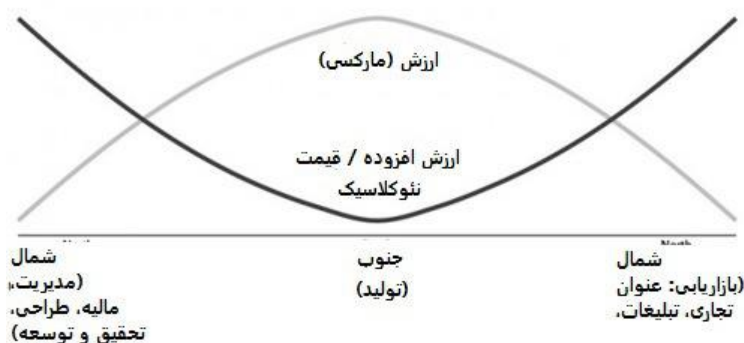 ارزش (مارکسی)
ارزش افزوده / قیمت
نئوکلاسیک
شمال
(بازاریابی: عنوان
تجاری، تبلیغات،
جنوب
(تولید)
شمال
(مدیریت،
مالیه، طراحی،
تحقیق و توسعه)